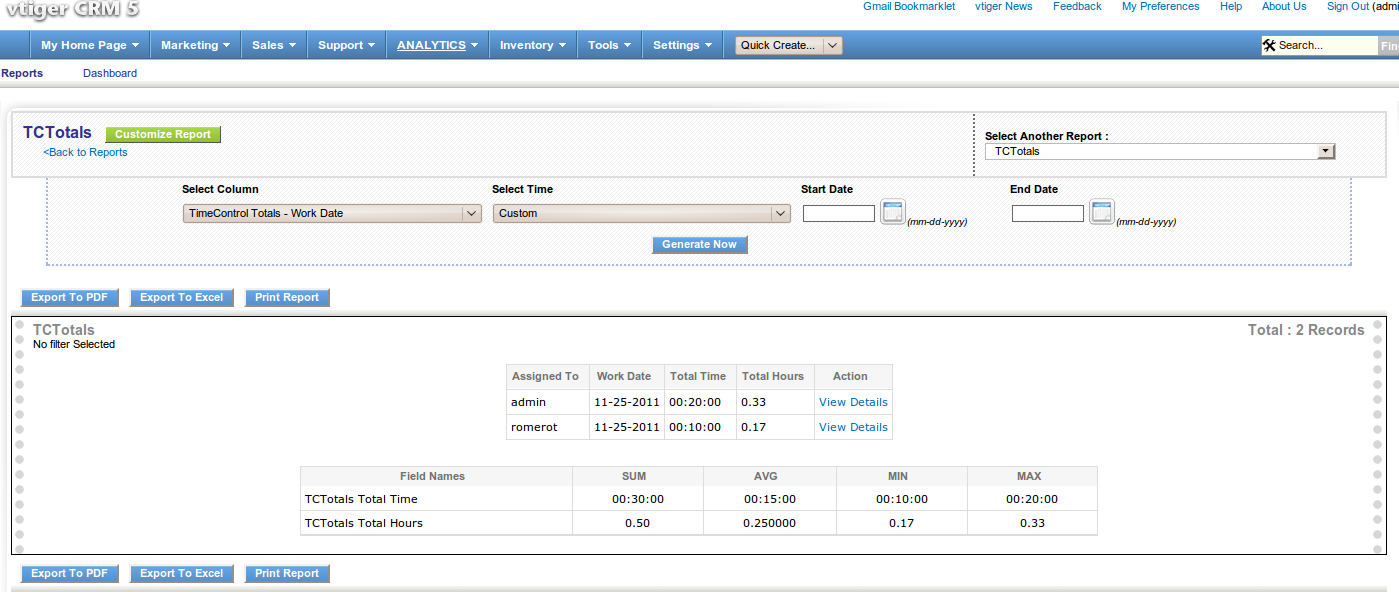 vtiger CRM 5
Gmail Bookmarklet vtiger News Feedback My Preferences Help About Us Sign Out (admi
My Home Page Marketing Sales Support ANALYTICS Inventory Tools Settings Quick Create... Search... Fin
Reports Dashboard
TCTotals Customize Report
<Back to Reports
Select Another Report :
TCTotals
Select Column Select Time Start Date End Date
TimeControl Totals - Work Date Custom (mm-dd-yyyy) (mm-dd-yyyy)
Generate Now
Export To PDF Export To Excel Print Report
TCTotals Total : 2 Records
No filter Selected
Assigned To Work Date Total Time Total Hours Action
admin 11-25-2011 00:20:00 0.33 View Details
romerot 11-25-2011 00:10:00 0.17 View Details
Field Names SUM AVG MIN MAX
TCTotals Total Time 00:30:00 00:15:00 00:10:00 00:20:00
TCTotals Total Hours 0.50 0.250000 0.17 0.33
Export To PDF Export To Excel Print Report